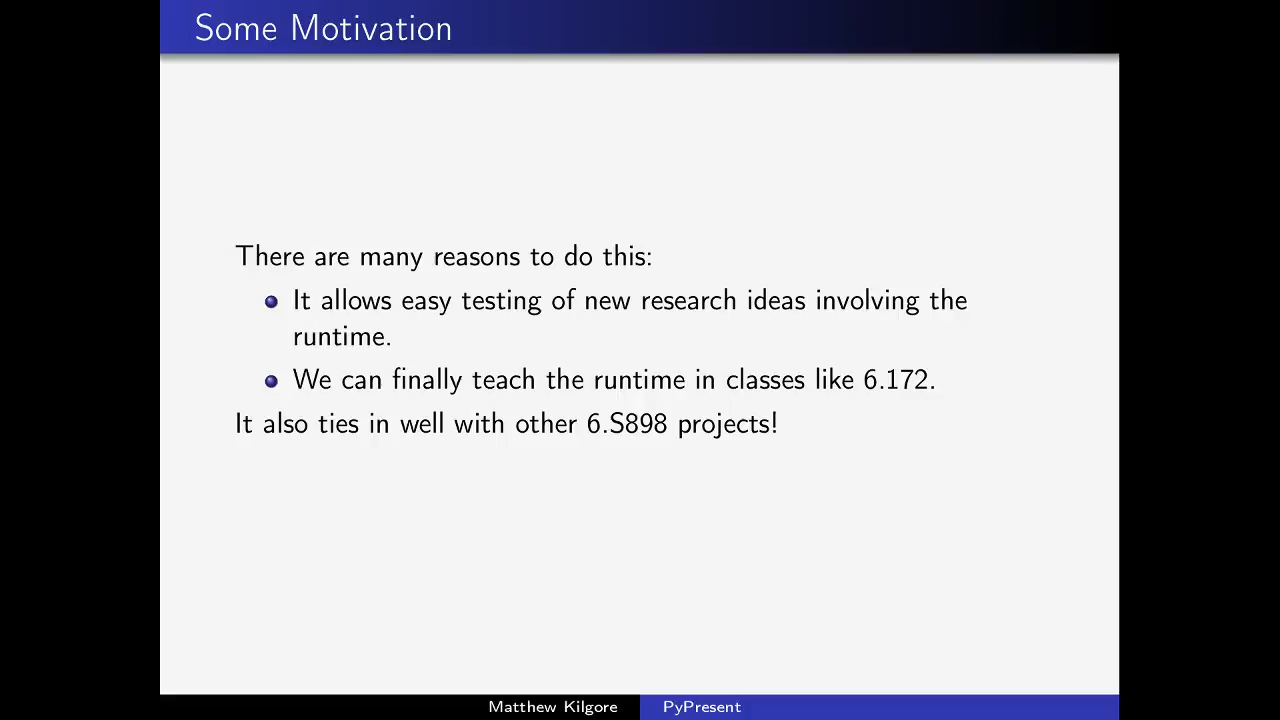 Some Motivation
There are many reasons to do this:
It allows easy testing of new research ideas involving the
runtime.
We can finally teach the runtime in classes like 6.172.
It also ties in well with other 6.S898 projects!
Matthew Kilgore
PyPresent